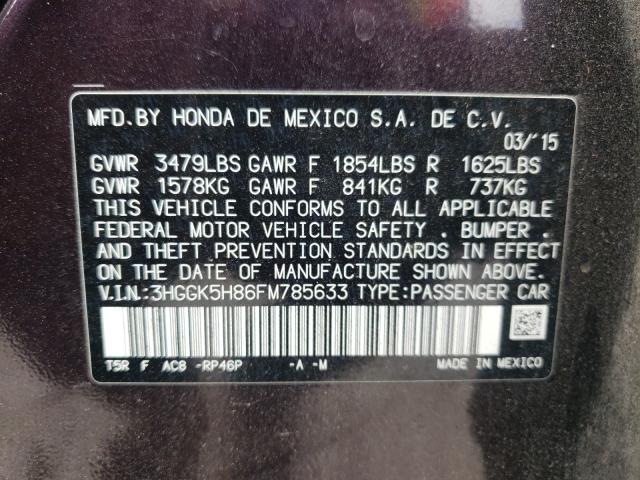 MFD.BY HONDA DE MEXICO S.A. DE C.V.
03/'15
GVWR 3479LBS GAWR F 1854LBS R 1625LBS
GVWR 1578KG GAWR F 841KG R 737KG
THIS VEHICLE CONFORMS TO ALL APPLICABLE
FEDERAL MOTOR VEHICLE SAFETY . BUMPER .
AND THEFT PREVENTION STANDARDS IN EFFECT
ON THE DATE OF MANUFACTURE SHOWN ABOVE.
V.I.N.:3HGGK5H86FM785633 TYPE:PASSENGER CAR
T5R F AC8 -RP46P -A -M MADE IN MEXICO